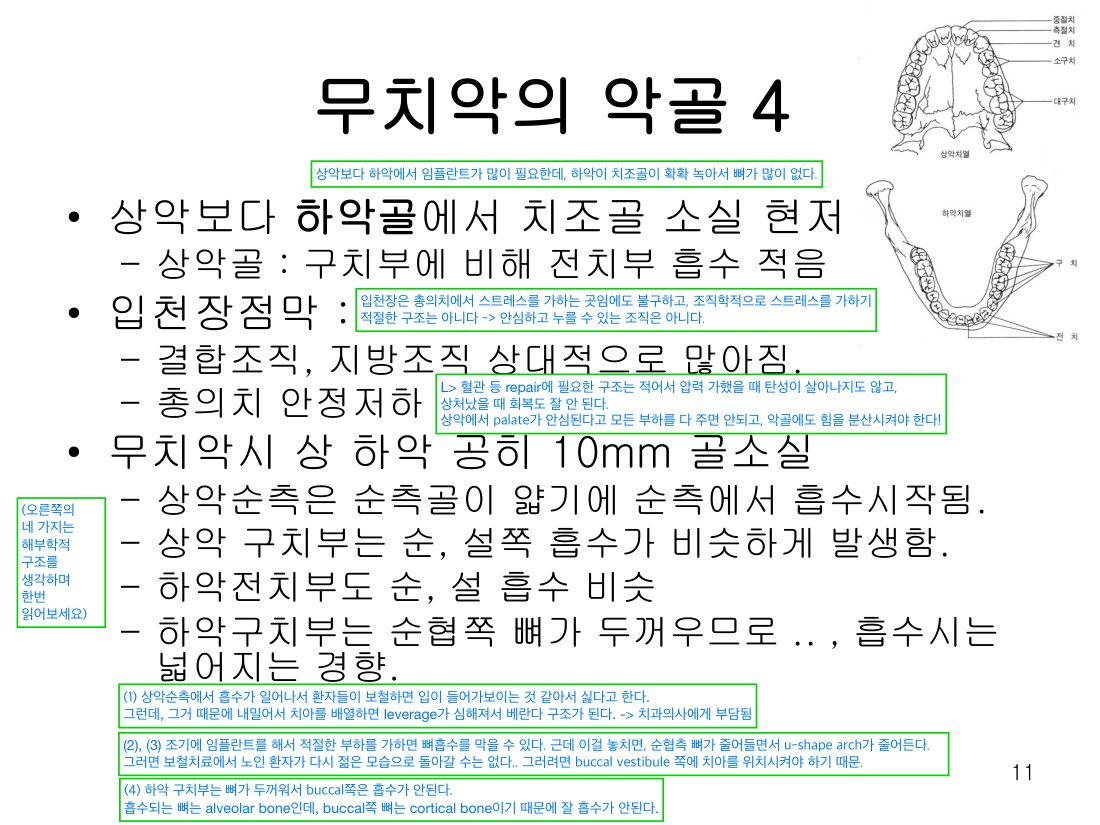 중절치
측절치
견 치
소구치
대구치
상악치열
무치악의 악골 4
상악보다 하악에서 임플란트가 많이 필요한데, 하악이 치조골이 확확 녹아서 뼈가 많이 없다.
• 상악보다 하악골에서 치조골 소실 현저
– 상악골 : 구치부에 비해 전치부 흡수 적음
하악치열
구 치
전 치
• 입천장점막 :
입천장은 총의치에서 스트레스를 가하는 곳임에도 불구하고, 조직학적으로 스트레스를 가하기
적절한 구조는 아니다 -> 안심하고 누를 수 있는 조직은 아니다.
– 결합조직, 지방조직 상대적으로 많아짐.
– 총의치 안정저하
L> 혈관 등 repair에 필요한 구조는 적어서 압력 가했을 때 탄성이 살아나지도 않고,
상처났을 때 회복도 잘 안 된다.
상악에서 palate가 안심된다고 모든 부하를 다 주면 안되고, 악골에도 힘을 분산시켜야 한다!
• 무치악시 상 하악 공히 10mm 골소실
(오른쪽의
네 가지는
해부학적
구조를
생각하며
한번
읽어보세요)
– 상악순측은 순측골이 얇기에 순측에서 흡수시작됨.
– 상악 구치부는 순, 설쪽 흡수가 비슷하게 발생함.
– 하악전치부도 순, 설 흡수 비슷
– 하악구치부는 순협쪽 뼈가 두꺼우므로 .. , 흡수시는
넓어지는 경향.
(1) 상악순측에서 흡수가 일어나서 환자들이 보철하면 입이 들어가보이는 것 같아서 싫다고 한다.
그런데, 그거 때문에 내밀어서 치아를 배열하면 leverage가 심해져서 베란다 구조가 된다. -> 치과의사에게 부담됨
(2), (3) 조기에 임플란트를 해서 적절한 부하를 가하면 뼈흡수를 막을 수 있다. 근데 이걸 놓치면, 순협측 뼈가 줄어들면서 u-shape arch가 줄어든다.
그러면 보철치료에서 노인 환자가 다시 젊은 모습으로 돌아갈 수는 없다.. 그러려면 buccal vestibule 쪽에 치아를 위치시켜야 하기 때문.
(4) 하악 구치부는 뼈가 두꺼워서 buccal쪽은 흡수가 안된다.
흡수되는 뼈는 alveolar bone인데, buccal쪽 뼈는 cortical bone이기 때문에 잘 흡수가 안된다.
11